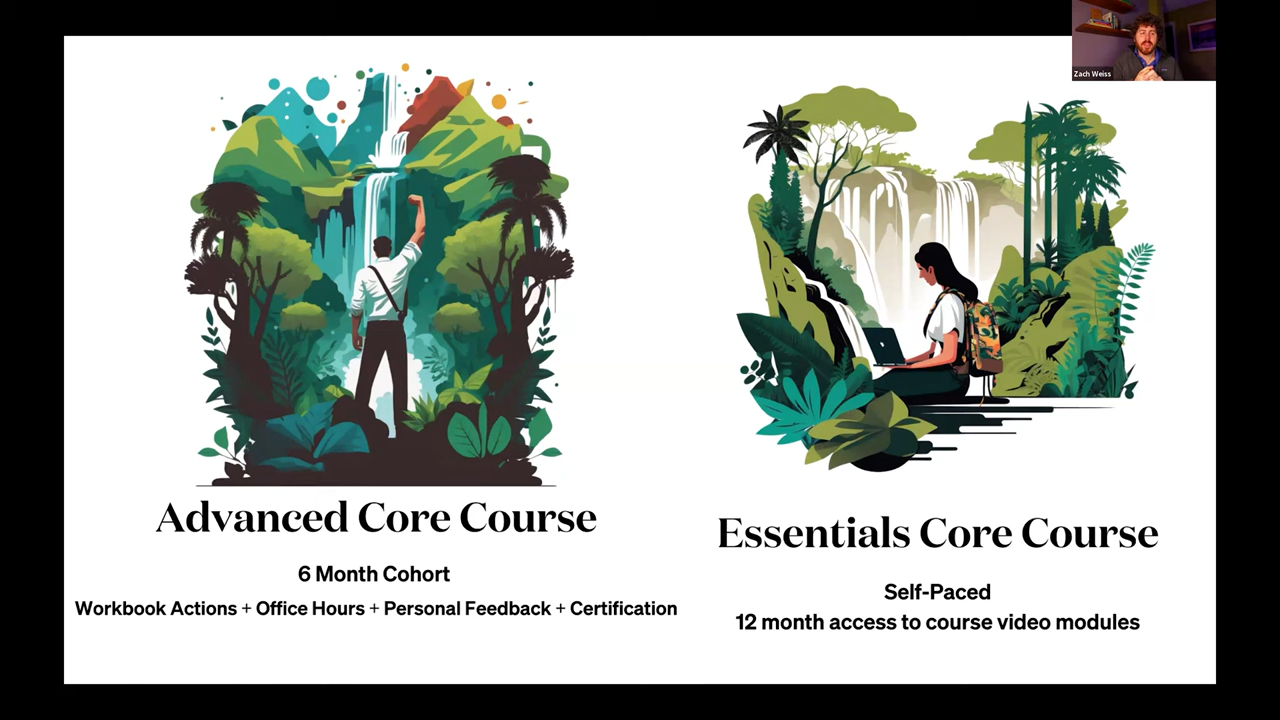 Zach Weiss
Advanced Core Course
6 Month Cohort
Workbook Actions + Office Hours + Personal Feedback + Certification
Essentials Core Course
Self-Paced
12 month access to course video modules